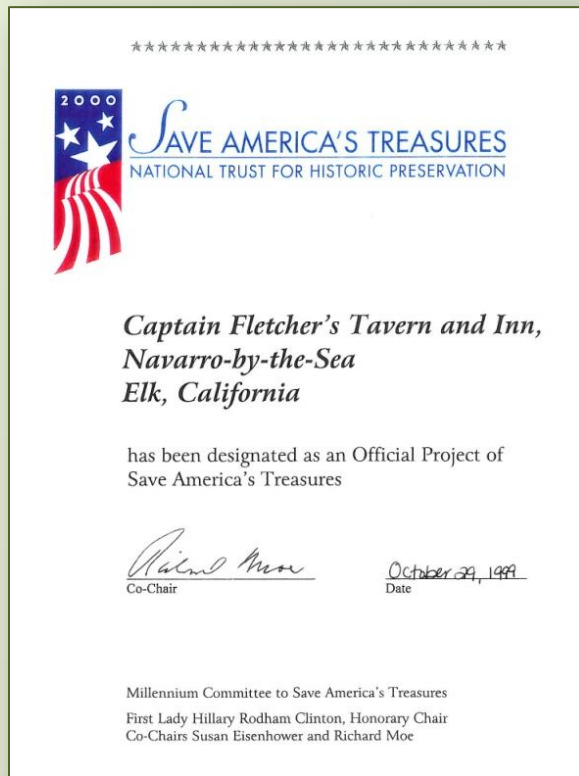 2000
SAVE AMERICA'S TREASURES
NATIONAL TRUST FOR HISTORIC PRESERVATION
Captain Fletcher's Tavern and Inn,
Navarro-by-the-Sea
Elk, California
has been designated as an Official Project of
Save America's Treasures
Richard Moe
Co-Chair
October 29, 1999
Date
Millennium Committee to Save America's Treasures
First Lady Hillary Rodham Clinton, Honorary Chair
Co-Chairs Susan Eisenhower and Richard Moe